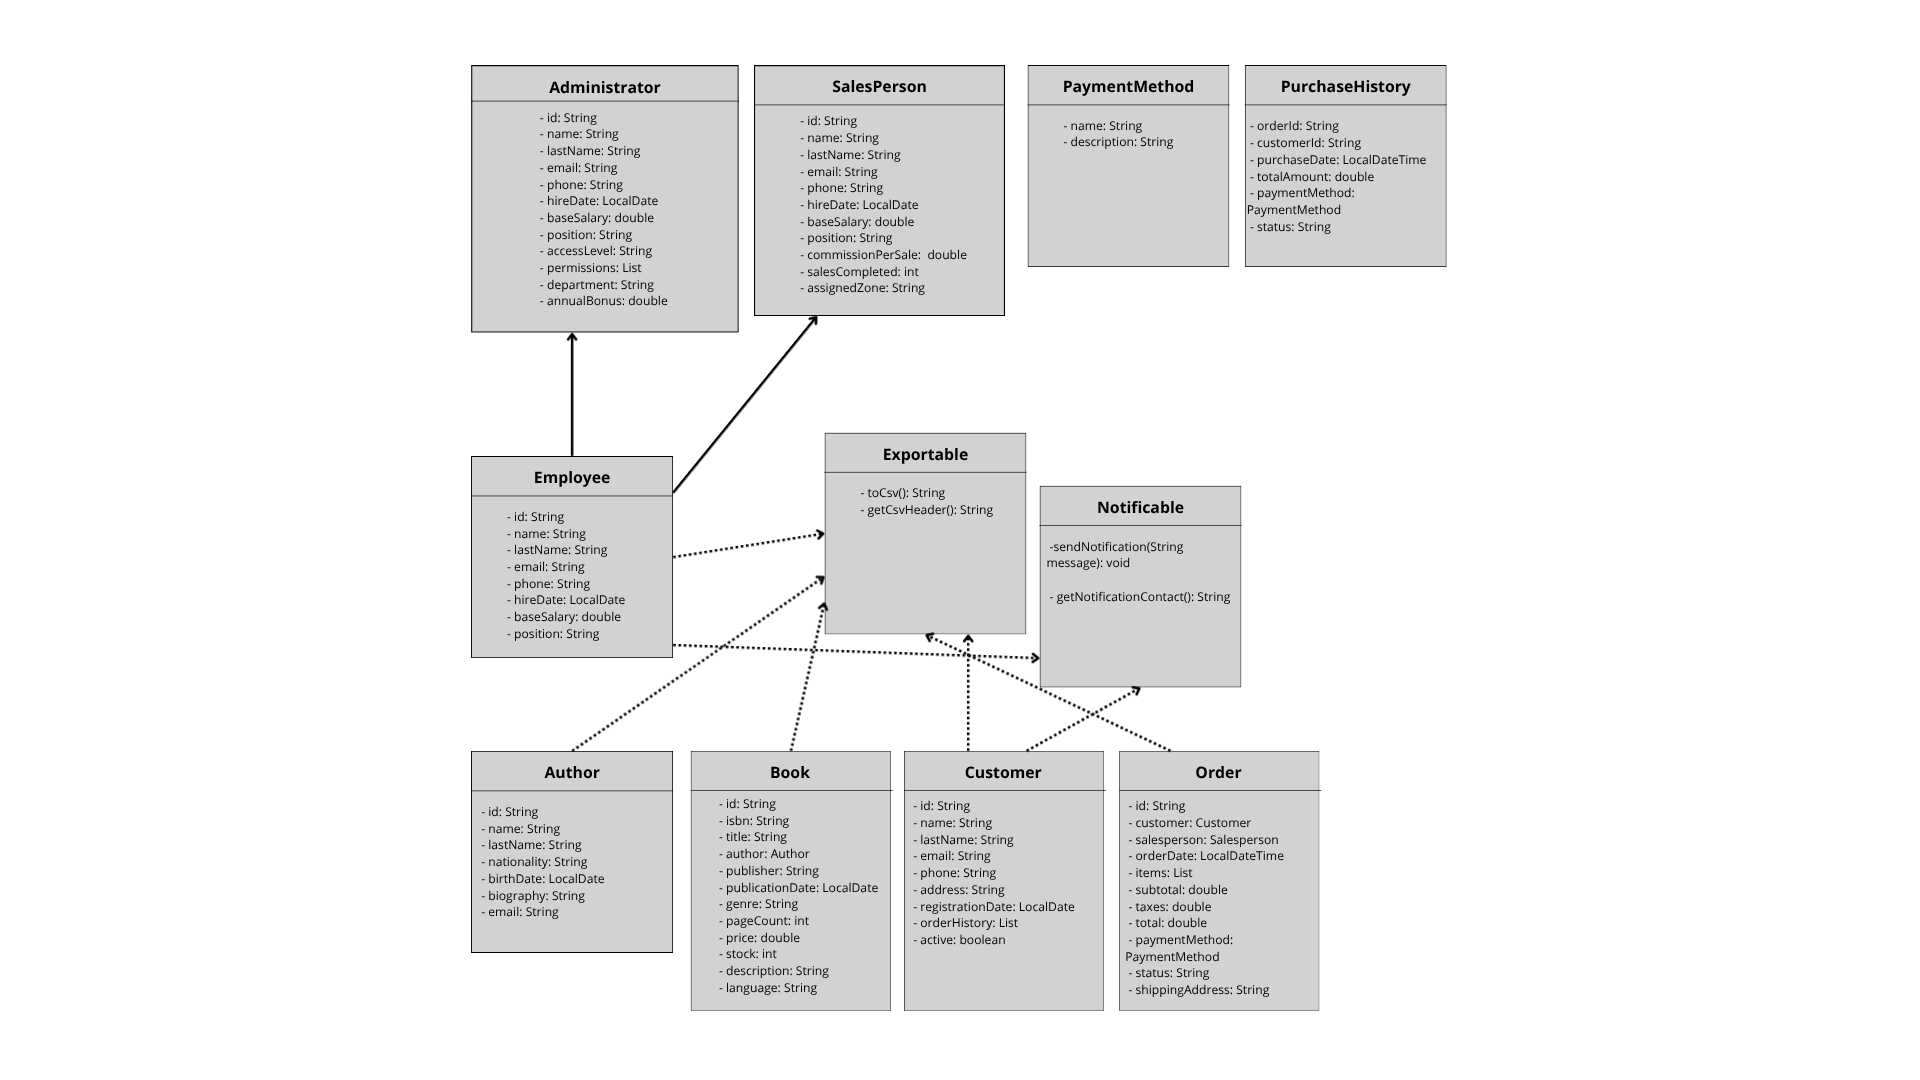 Administrator
- id: String
- name: String
- lastName: String
- email: String
- phone: String
- hireDate: LocalDate
- baseSalary: double
- position: String
- accessLevel: String
- permissions: List
- department: String
- annualBonus: double
SalesPerson
- id: String
- name: String
- lastName: String
- email: String
- phone: String
- hireDate: LocalDate
- baseSalary: double
- position: String
- commissionPerSale:  double
- salesCompleted: int
- assignedZone: String
PaymentMethod
- name: String
- description: String
PurchaseHistory
- orderId: String
- customerId: String
- purchaseDate: LocalDateTime
- totalAmount: double
- paymentMethod:
PaymentMethod
- status: String
Employee
- id: String
- name: String
- lastName: String
- email: String
- phone: String
- hireDate: LocalDate
- baseSalary: double
- position: String
Exportable
- toCsv(): String
- getCsvHeader(): String
Notificable
-sendNotification(String
message): void
- getNotificationContact(): String
Author
- id: String
- name: String
- lastName: String
- nationality: String
- birthDate: LocalDate
- biography: String
- email: String
Book
- id: String
- isbn: String
- title: String
- author: Author
- publisher: String
- publicationDate: LocalDate
- genre: String
- pageCount: int
- price: double
- stock: int
- description: String
- language: String
Customer
- id: String
- name: String
- lastName: String
- email: String
- phone: String
- address: String
- registrationDate: LocalDate
- orderHistory: List
- active: boolean
Order
- id: String
- customer: Customer
- salesperson: Salesperson
- orderDate: LocalDateTime
- items: List
- subtotal: double
- taxes: double
- total: double
- paymentMethod:
PaymentMethod
- status: String
- shippingAddress: String